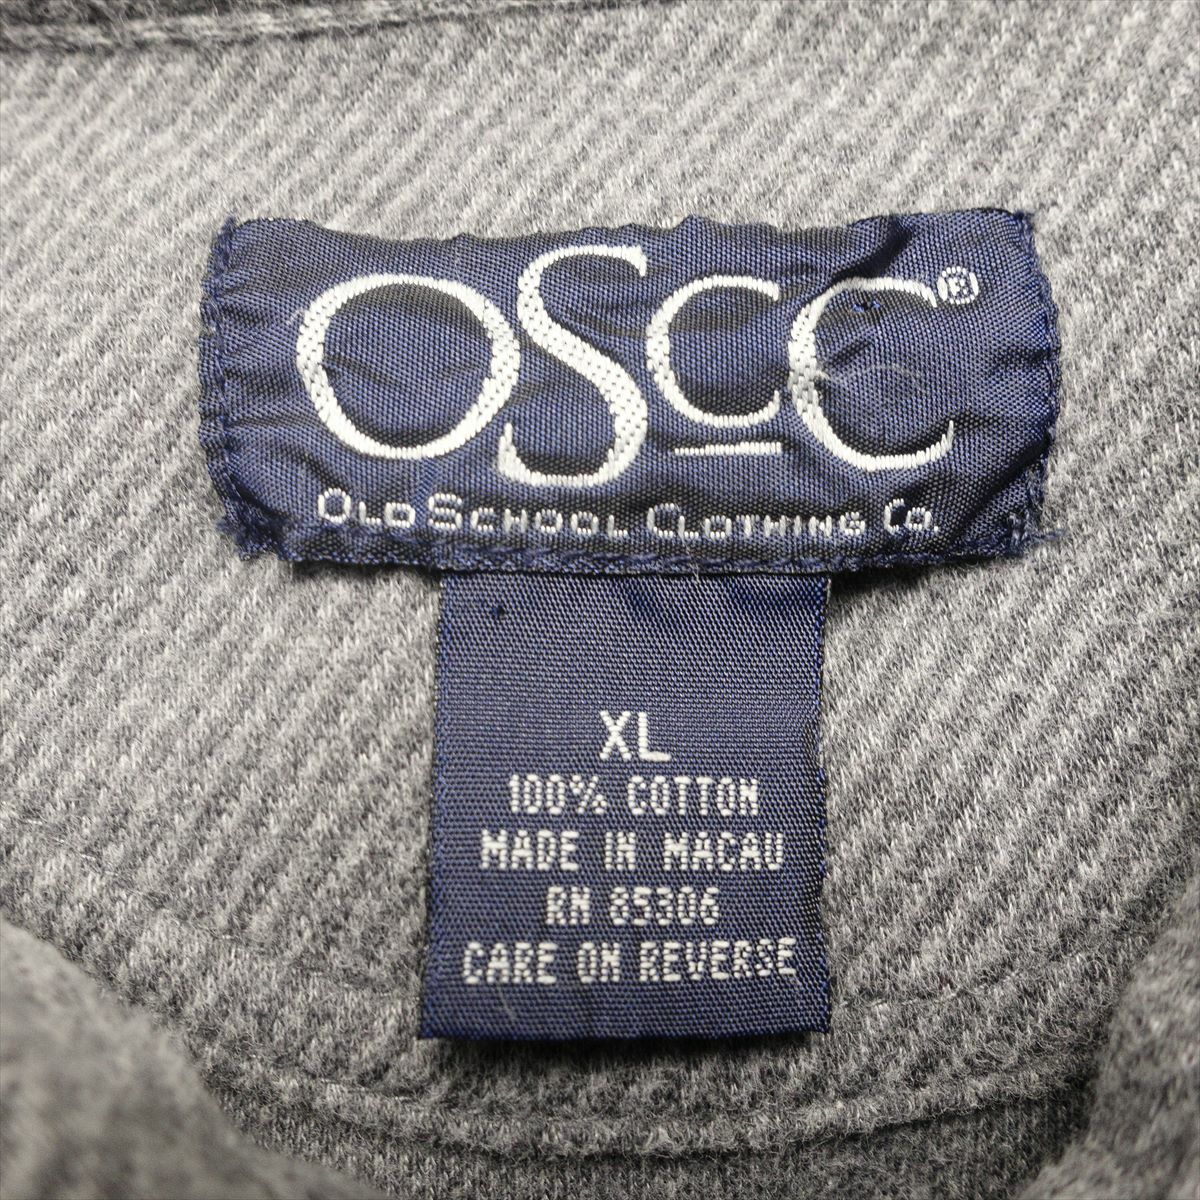 OScC®
OLD SCHOOL CLOTHING CO.
XL
100% COTTON
MADE IN MACAU
RN 85306
CARE ON REVERSE